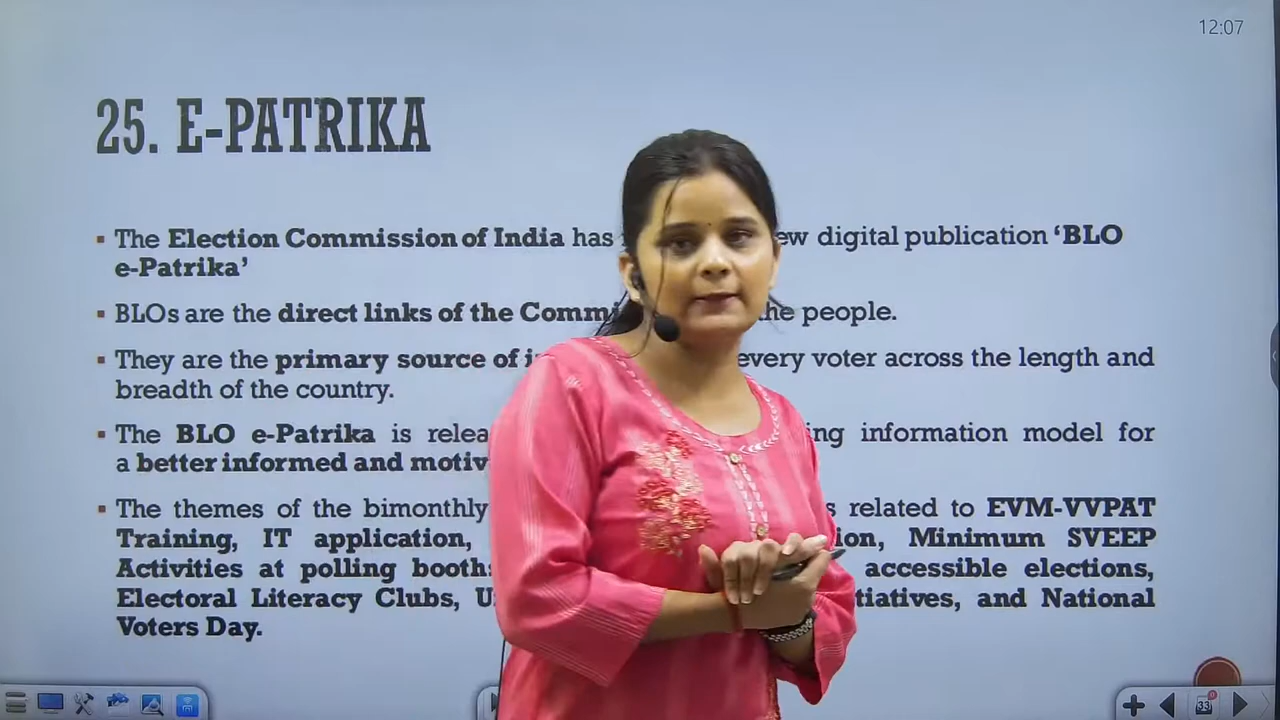 12:07
25. E-PATRIKA
▪ The Election Commission of India has ew digital publication ‘BLO
e-Patrika’
▪ BLOs are the direct links of the Commi he people.
▪ They are the primary source of i every voter across the length and
breadth of the country.
▪ The BLO e-Patrika is relea ing information model for
a better informed and motiv
▪ The themes of the bimonthly s related to EVM-VVPAT
Training, IT application, ion, Minimum SVEEP
Activities at polling booth accessible elections,
Electoral Literacy Clubs, U tiatives, and National
Voters Day.
33